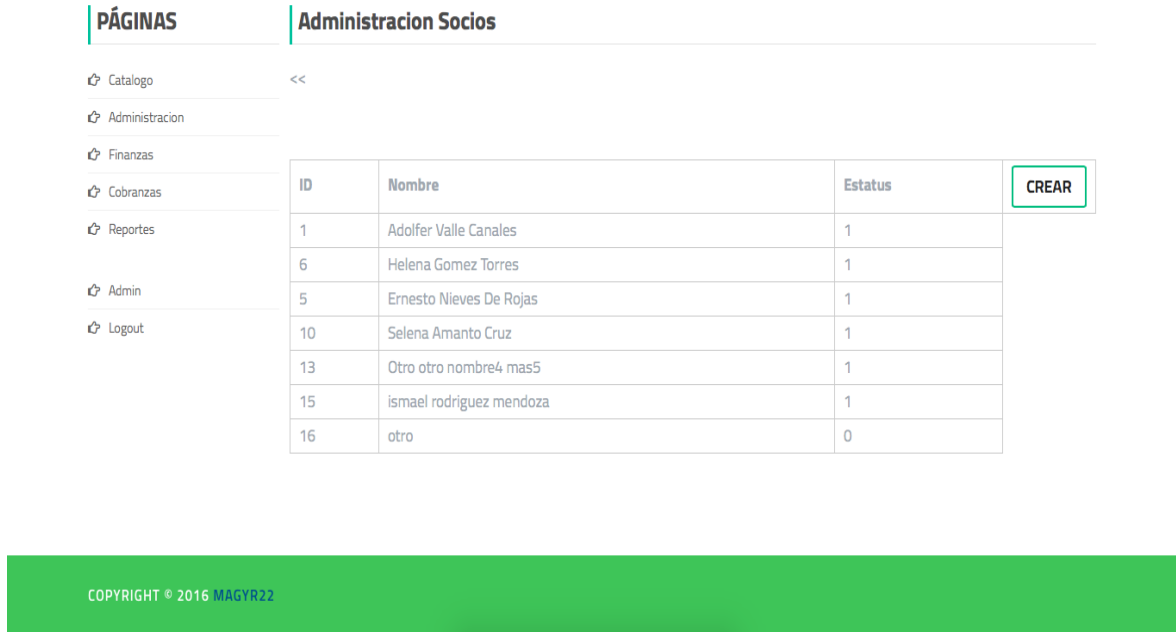 PÁGINAS
Administracion Socios
Catalogo
Administracion
Finanzas
Cobranzas
Reportes
Admin
Logout
<<
ID Nombre Estatus CREAR
1 Adolfer Valle Canales 1
6 Helena Gomez Torres 1
5 Ernesto Nieves De Rojas 1
10 Selena Amanto Cruz 1
13 Otro otro nombre4 mas5 1
15 ismael rodriguez mendoza 1
16 otro 0
COPYRIGHT © 2016 MAGYR22